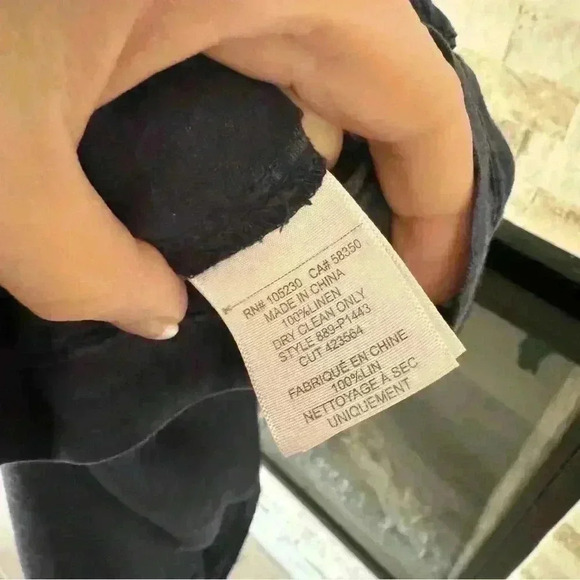 RN# 105230 CA# 58350
MADE IN CHINA
100%LINEN
DRY CLEAN ONLY
STYLE 889-P1443
CUT 423564
FABRIQUÉ EN CHINE
100%LIN
NETTOYAGE À SEC
UNIQUEMENT